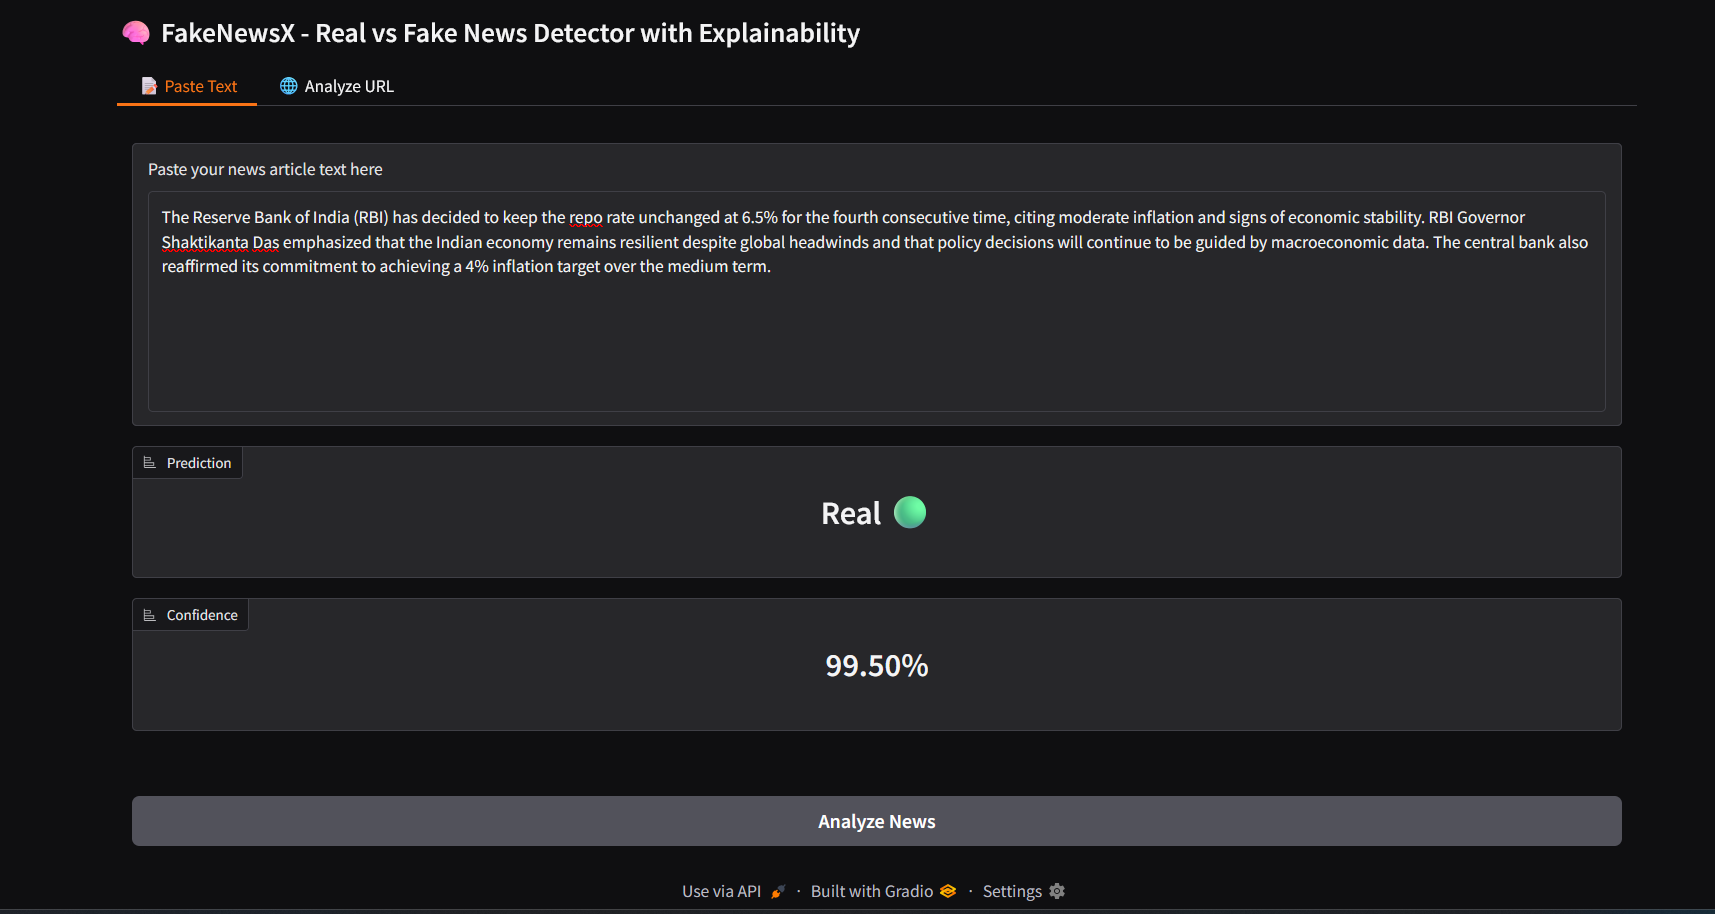 🧠 FakeNewsX - Real vs Fake News Detector with Explainability
📝 Paste Text 🌐 Analyze URL
Paste your news article text here
The Reserve Bank of India (RBI) has decided to keep the repo rate unchanged at 6.5% for the fourth consecutive time, citing moderate inflation and signs of economic stability. RBI Governor
Shaktikanta Das emphasized that the Indian economy remains resilient despite global headwinds and that policy decisions will continue to be guided by macroeconomic data. The central bank also
reaffirmed its commitment to achieving a 4% inflation target over the medium term.
Prediction
Real 🟢
Confidence
99.50%
Analyze News
Use via API 🚀 · Built with Gradio · Settings ⚙️